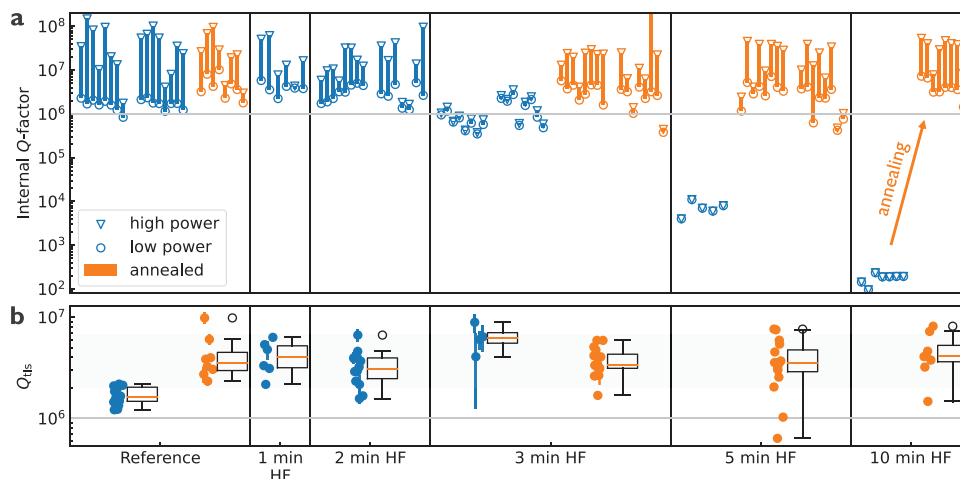 a
10⁸
10⁷
10⁶
10⁵
10⁴
10³
10²
Internal Q-factor
high power
low power
annealed
annealing
b
10⁷
10⁶
Qtls
Reference
1 min
HF
2 min HF
3 min HF
5 min HF
10 min HF